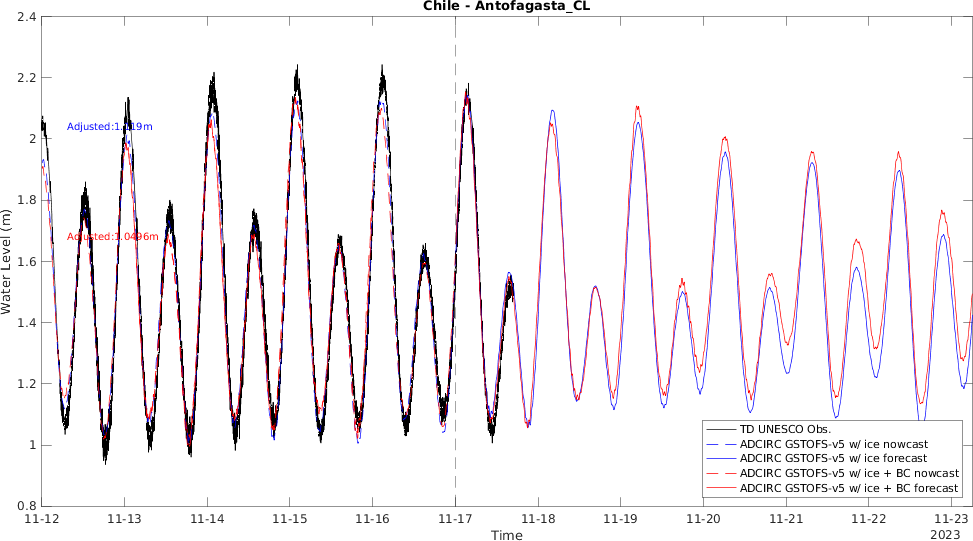 Chile - Antofagasta_CL
2.4
2.2
2
1.8
1.6
1.4
1.2
1
0.8
Water Level (m)
Adjusted:
Adjusted:1.0496m
TD UNESCO Obs.
ADCIRC GSTOFS-v5 w/ ice nowcast
ADCIRC GSTOFS-v5 w/ ice forecast
ADCIRC GSTOFS-v5 w/ ice + BC nowcast
ADCIRC GSTOFS-v5 w/ ice + BC forecast
11-12 11-13 11-14 11-15 11-16 11-17 11-18 11-19 11-20 11-21 11-22 11-23
2023
Time